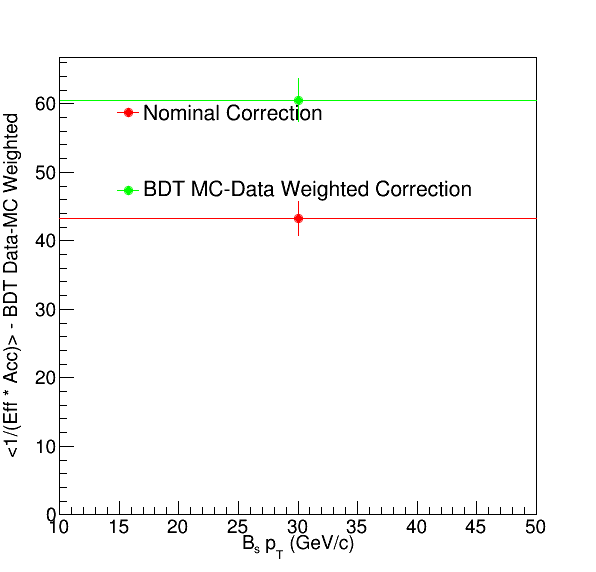 <1/(Eff * Acc)> - BDT Data-MC Weighted
60
50
40
30
20
10
0
Nominal Correction
BDT MC-Data Weighted Correction
10 15 20 25 30 35 40 45 50
Bs pT (GeV/c)